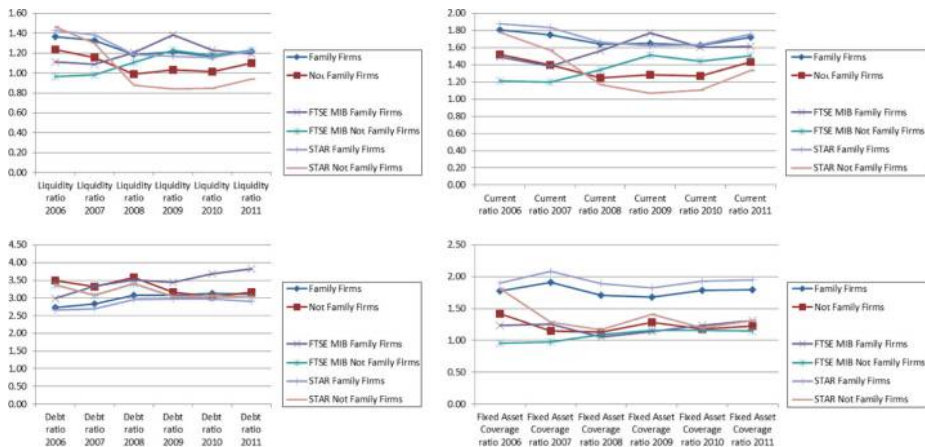 1.60
1.40
1.20
1.00
0.80
0.60
0.40
0.20
0.00
Liquidity Liquidity Liquidity Liquidity Liquidity Liquidity
ratio ratio ratio ratio ratio ratio
2006 2007 2008 2009 2010 2011
Family Firms
Not Family Firms
FTSE MIB Family Firms
FTSE MIB Not Family Firms
STAR Family Firms
STAR Not Family Firms
2.00
1.80
1.60
1.40
1.20
1.00
0.80
0.60
0.40
0.20
0.00
Current Current Current Current Current Current
ratio 2006 ratio 2007 ratio 2008 ratio 2009 ratio 2010 ratio 2011
Family Firms
Not Family Firms
FTSE MIB Family Firms
FTSE MIB Not Family Firms
STAR Family Firms
STAR Not Family Firms
4.50
4.00
3.50
3.00
2.50
2.00
1.50
1.00
0.50
0.00
Debt Debt Debt Debt Debt Debt
ratio ratio ratio ratio ratio ratio
2006 2007 2008 2009 2010 2011
Family Firms
Not Family Firms
FTSE MIB Family Firms
FTSE MIB Not Family Firms
STAR Family Firms
STAR Not Family Firms
2.50
2.00
1.50
1.00
0.50
0.00
Fixed Asset Fixed Asset Fixed Asset Fixed Asset Fixed Asset Fixed Asset
Coverage Coverage Coverage Coverage Coverage Coverage
ratio 2006 ratio 2007 ratio 2008 ratio 2009 ratio 2010 ratio 2011
Family Firms
Not Family Firms
FTSE MIB Family Firms
FTSE MIB Not Family Firms
STAR Family Firms
STAR Not Family Firms